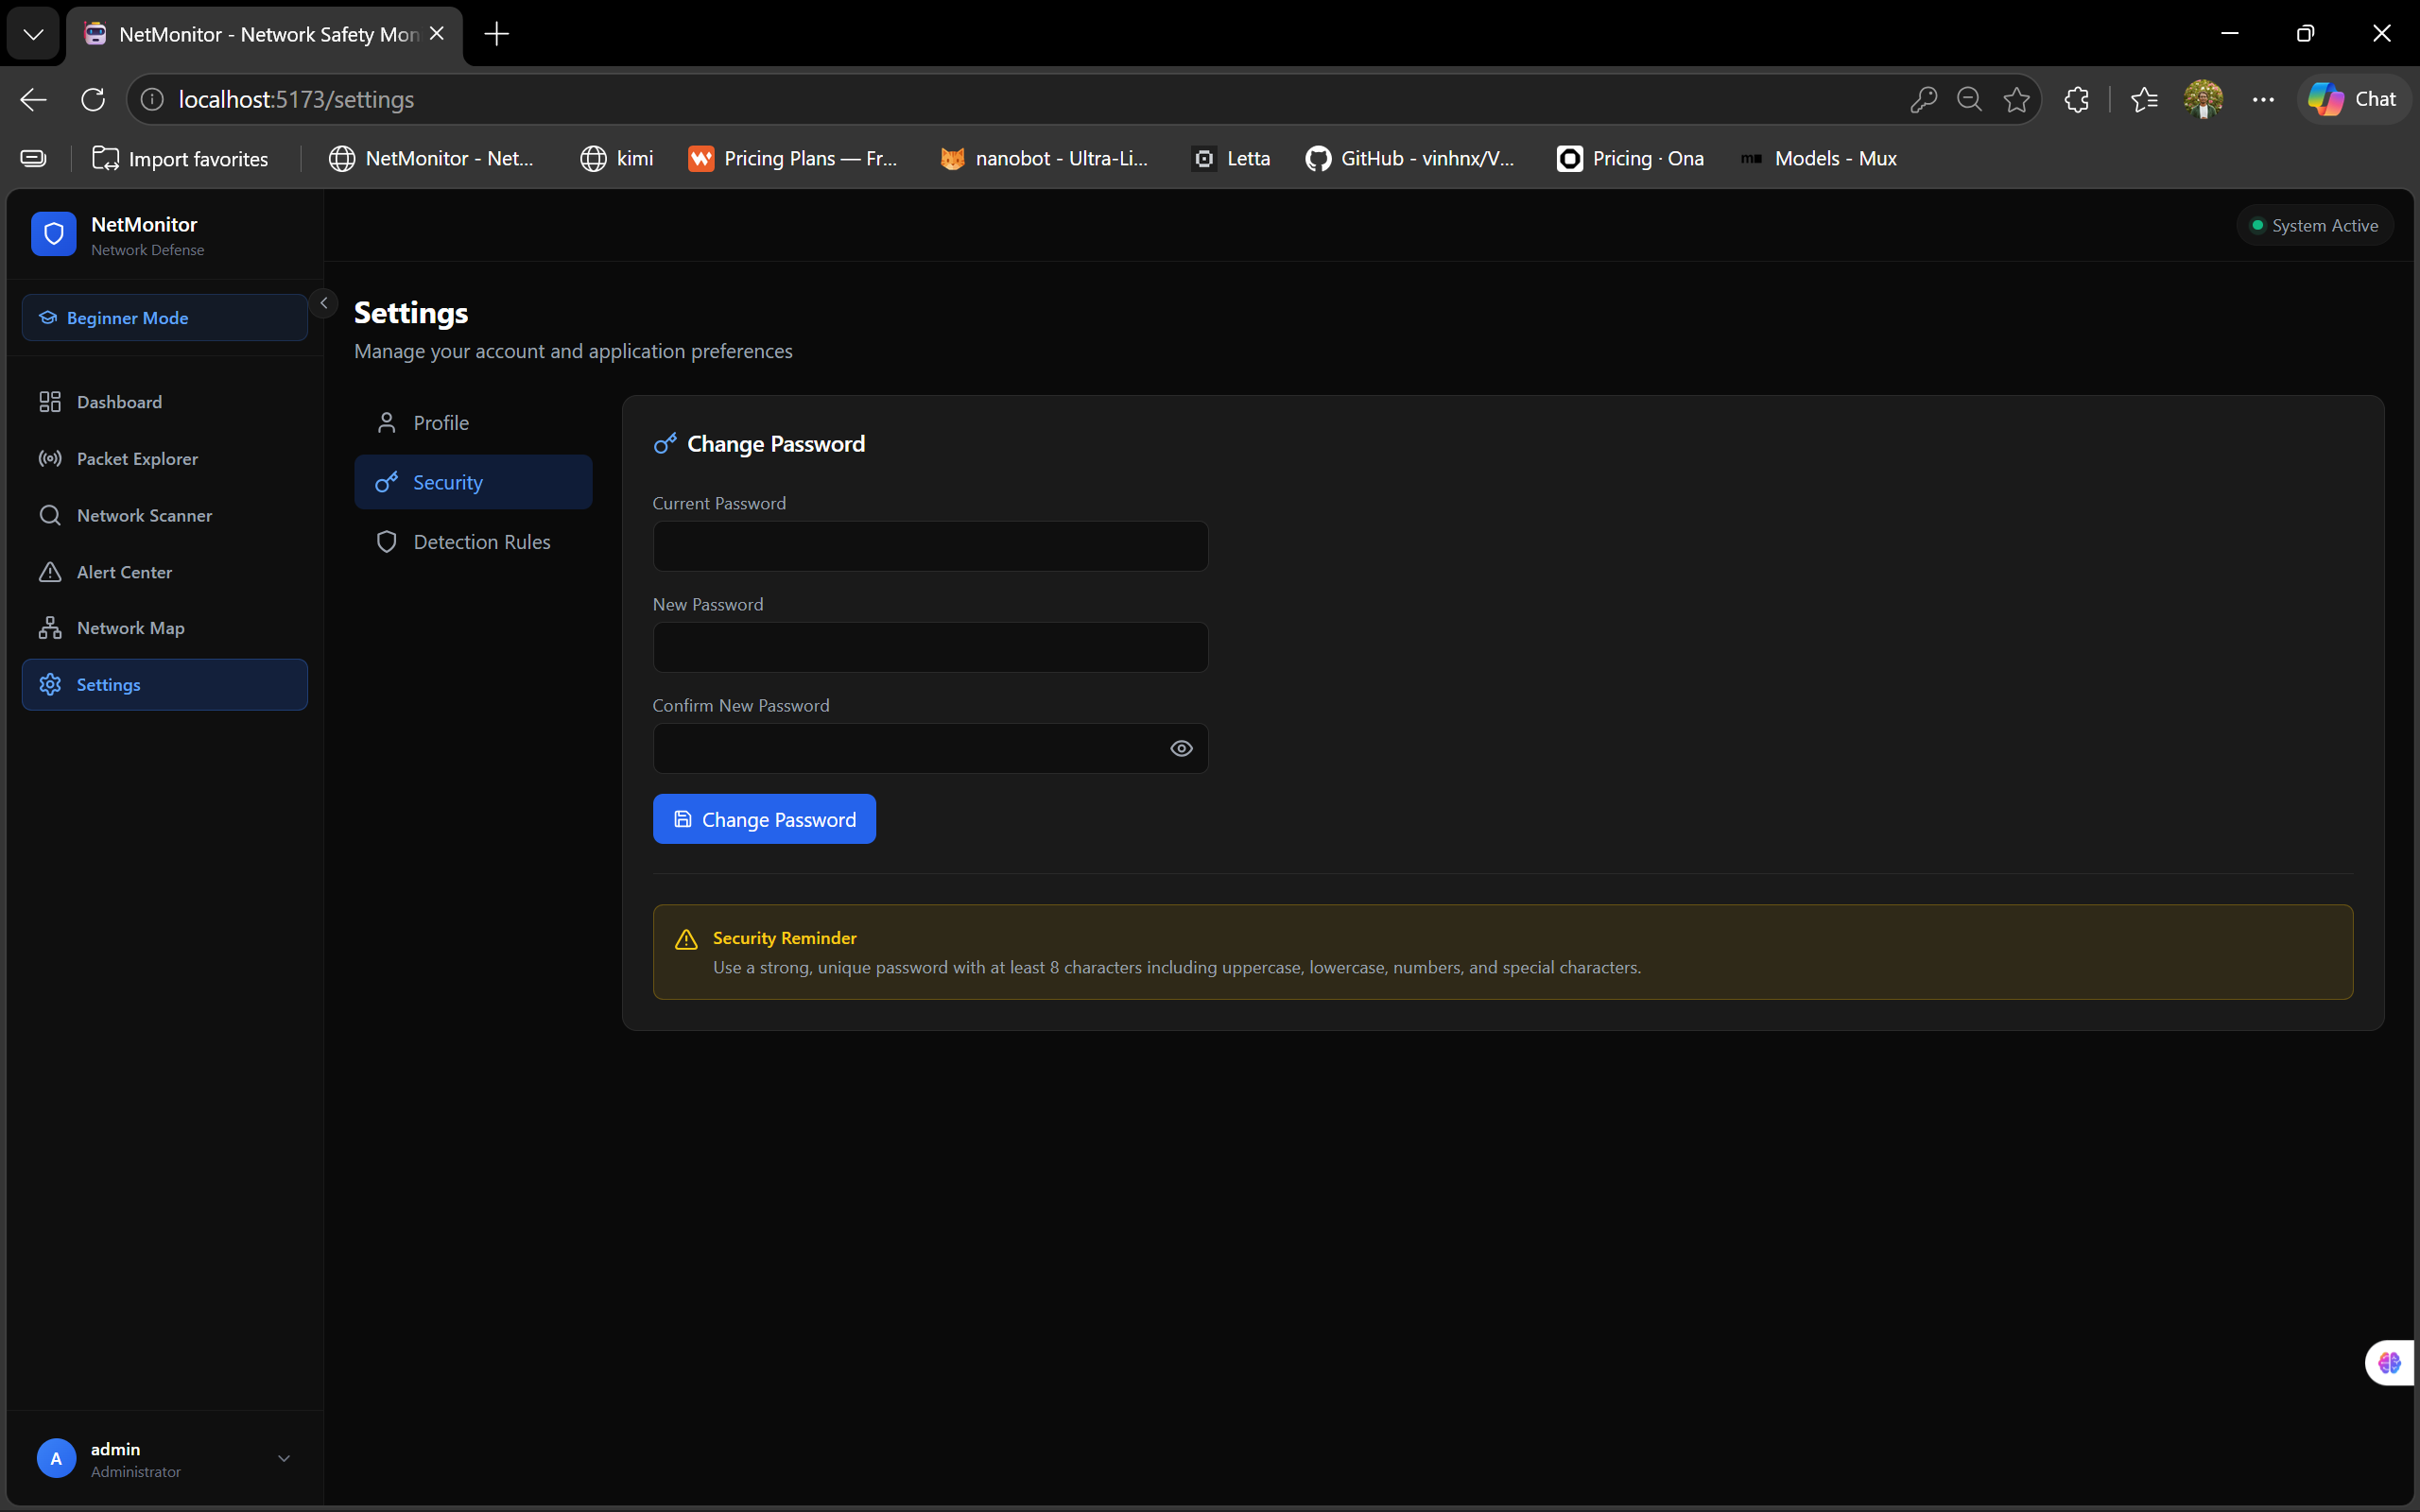 NetMonitor - Network Safety Mon
localhost:5173/settings
Chat
Import favorites
NetMonitor - Net...
kimi
Pricing Plans — Fr...
nanobot - Ultra-Li...
Letta
GitHub - vinhnx/V...
Pricing · Ona
Models - Mux
NetMonitor
Network Defense
System Active
Beginner Mode
Dashboard
Packet Explorer
Network Scanner
Alert Center
Network Map
Settings
Settings
Manage your account and application preferences
Profile
Security
Detection Rules
Change Password
Current Password
New Password
Confirm New Password
Change Password
Security Reminder
Use a strong, unique password with at least 8 characters including uppercase, lowercase, numbers, and special characters.
A
admin
Administrator